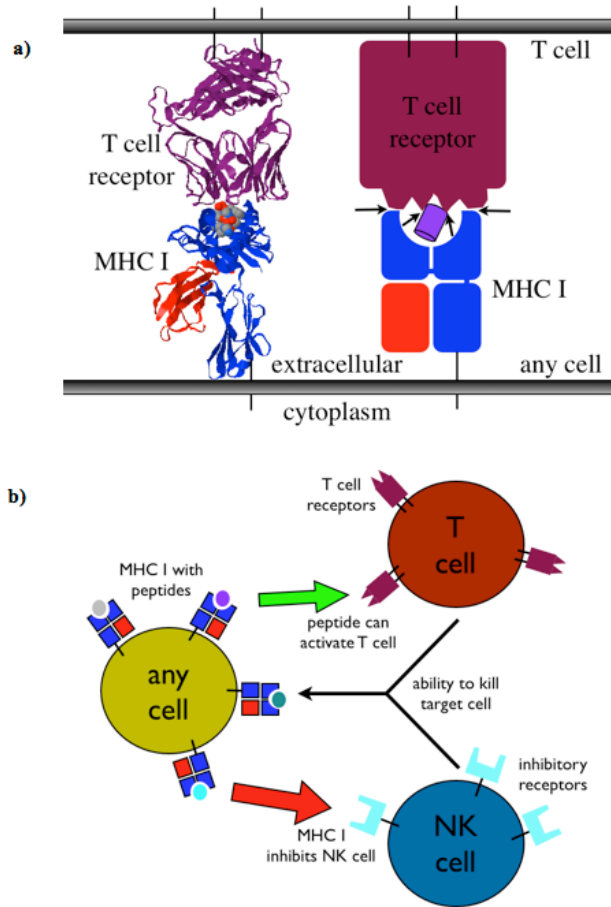 a)
T cell
T cell
receptor
T cell
receptor
MHC I
MHC I
extracellular
any cell
cytoplasm
b)
T cell
receptors
T
cell
MHC I with
peptides
peptide can
activate T cell
any
cell
ability to kill
target cell
inhibitory
receptors
MHC I
inhibits NK cell
NK
cell